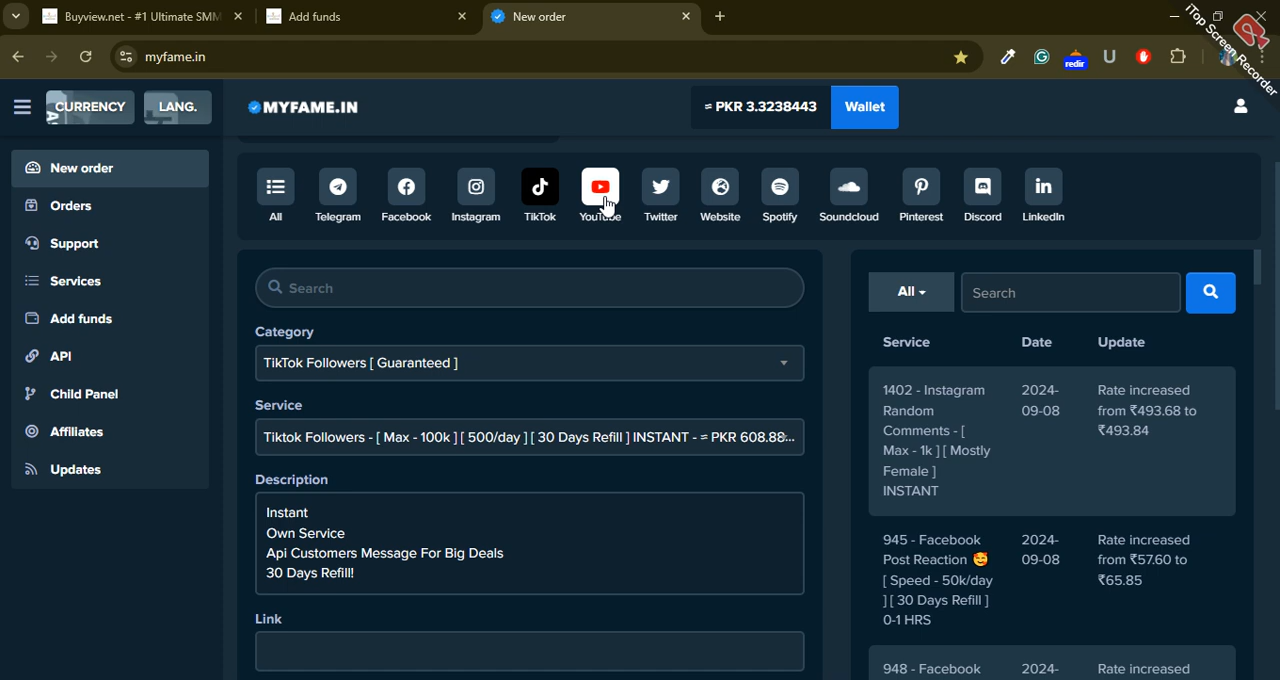 Buyview.net - #1 Ultimate SMM
Add funds
New order
iTop Screen Recorder
myfame.in
redir
CURRENCY
LANG.
MYFAME.IN
≈ PKR 3.3238443
Wallet
New order
Orders
Support
Services
Add funds
API
Child Panel
Affiliates
Updates
All
Telegram
Facebook
Instagram
TikTok
YouTube
Twitter
Website
Spotify
Soundcloud
Pinterest
Discord
LinkedIn
Search
Category
TikTok Followers [ Guaranteed ]
Service
Tiktok Followers - [ Max - 100k ] [ 500/day ] [ 30 Days Refill ] INSTANT - ≈ PKR 608.88...
Description
Instant
Own Service
Api Customers Message For Big Deals
30 Days Refill!
Link
All
Search
Service Date Update
1402 - Instagram 2024- Rate increased
Random 09-08 from ₹493.68 to
Comments - [ ₹493.84
Max - 1k ] [ Mostly
Female ]
INSTANT
945 - Facebook 2024- Rate increased
Post Reaction 🥰 09-08 from ₹57.60 to
[ Speed - 50k/day ₹65.85
] [ 30 Days Refill ]
0-1 HRS
948 - Facebook 2024- Rate increased